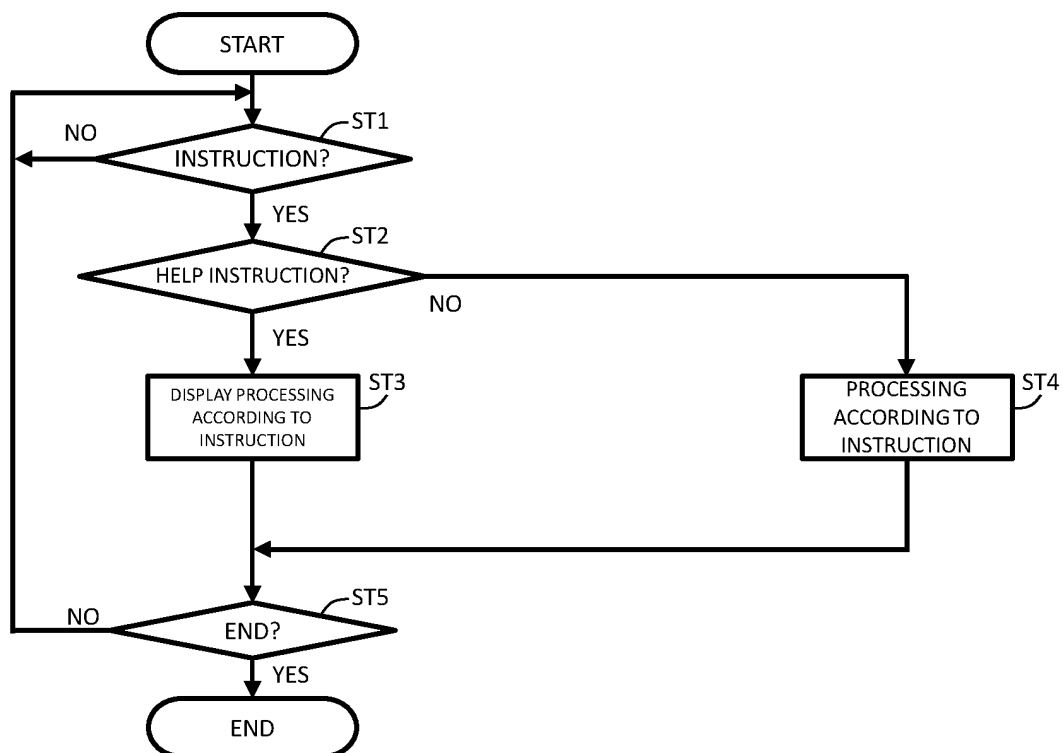 START
NO
ST1
INSTRUCTION?
YES
ST2
HELP INSTRUCTION?
NO
YES
DISPLAY PROCESSING
ACCORDING TO
INSTRUCTION
ST3
PROCESSING
ACCORDING TO
INSTRUCTION
ST4
NO
ST5
END?
YES
END